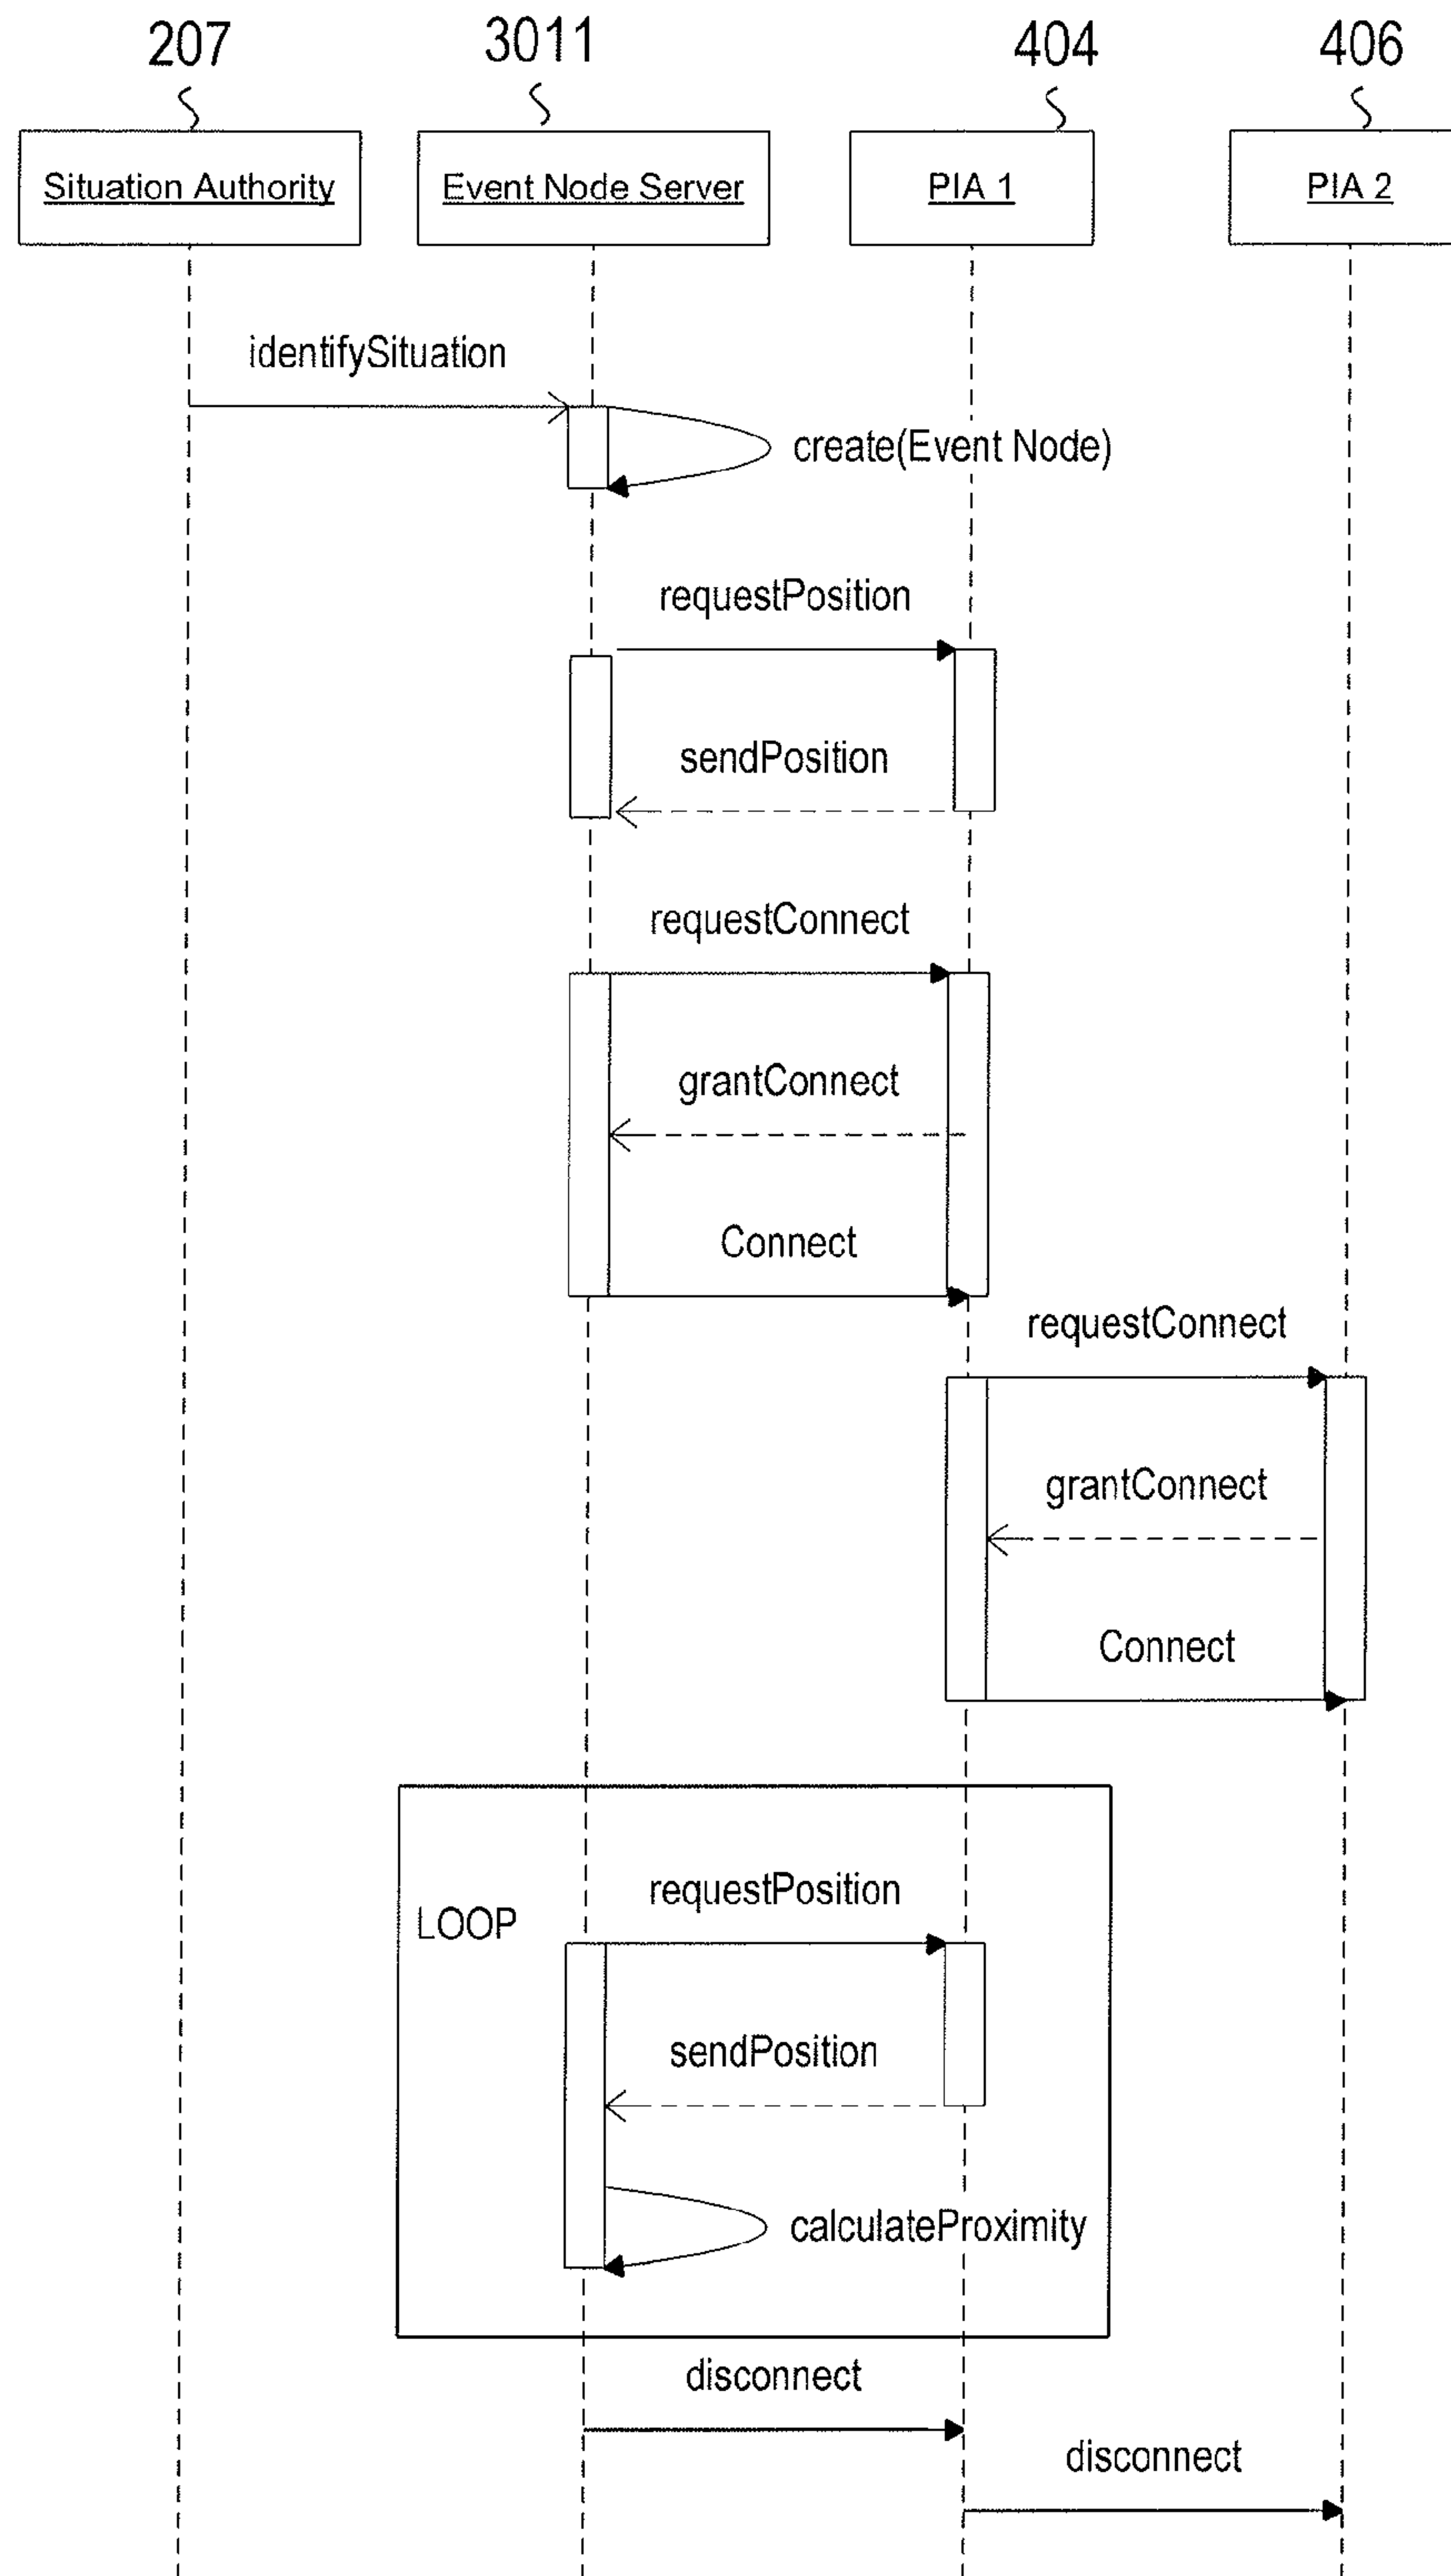 207 3011 404 406
Situation Authority Event Node Server PIA 1 PIA 2
identifySituation
create(Event Node)
requestPosition
sendPosition
requestConnect
grantConnect
Connect
requestConnect
grantConnect
Connect
requestPosition
LOOP
sendPosition
calculateProximity
disconnect
disconnect